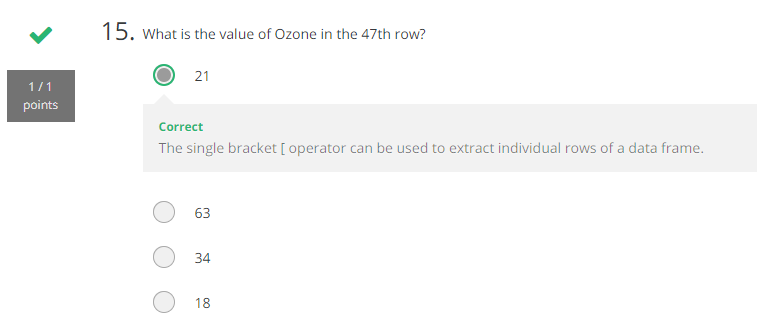 15. What is the value of Ozone in the 47th row?
1 / 1
points
21
Correct
The single bracket [ operator can be used to extract individual rows of a data frame.
63
34
18